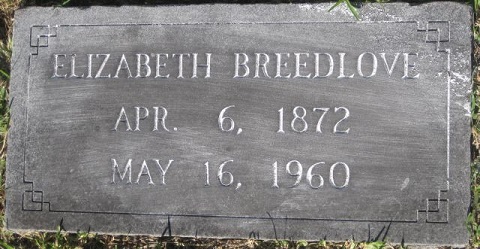 ELIZABETH BREEDLOVE
APR. 6, 1872
MAY 16, 1960